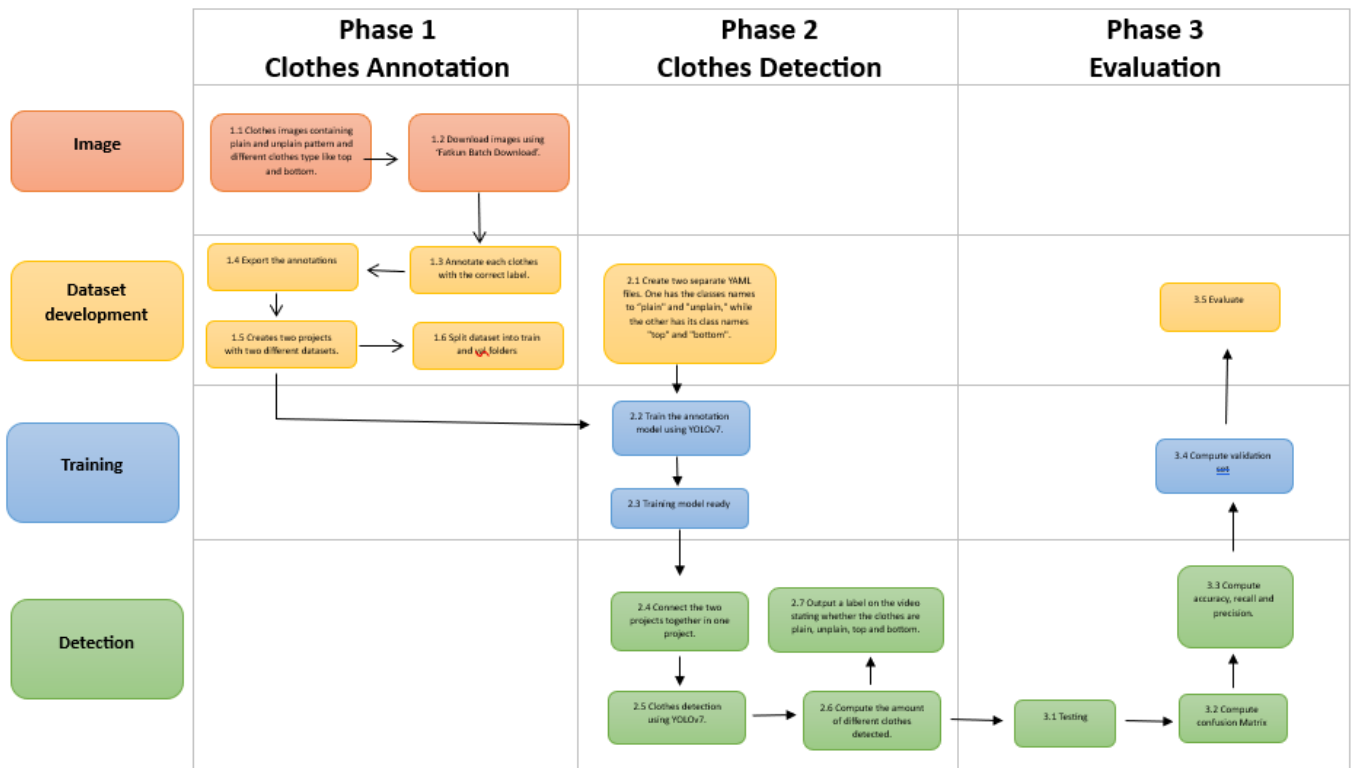 Phase 1
Clothes Annotation
Phase 2
Clothes Detection
Phase 3
Evaluation
Image
1.1 Clothes images containing
plain and unplain pattern and
different clothes type like top
and bottom.
1.2 Download images using
'Fatkun Batch Download'.
Dataset
development
1.4 Export the annotations
1.3 Annotate each clothes
with the correct label.
1.5 Creates two projects
with two different datasets.
1.6 Split dataset into train
and val folders
2.1 Create two separate YAML
files. One has the classes names
to "plain" and "unplain," while
the other has its class names
"top" and "bottom".
3.5 Evaluate
Training
2.2 Train the annotation
model using YOLOv7.
2.3 Training model ready
3.4 Compute validation
set
Detection
2.4 Connect the two
projects together in one
project.
2.7 Output a label on the video
stating whether the clothes are
plain, unplain, top and bottom.
2.5 Clothes detection
using YOLOv7.
2.6 Compute the amount
of different clothes
detected.
3.1 Testing
3.2 Compute
confusion Matrix
3.3 Compute
accuracy, recall and
precision.